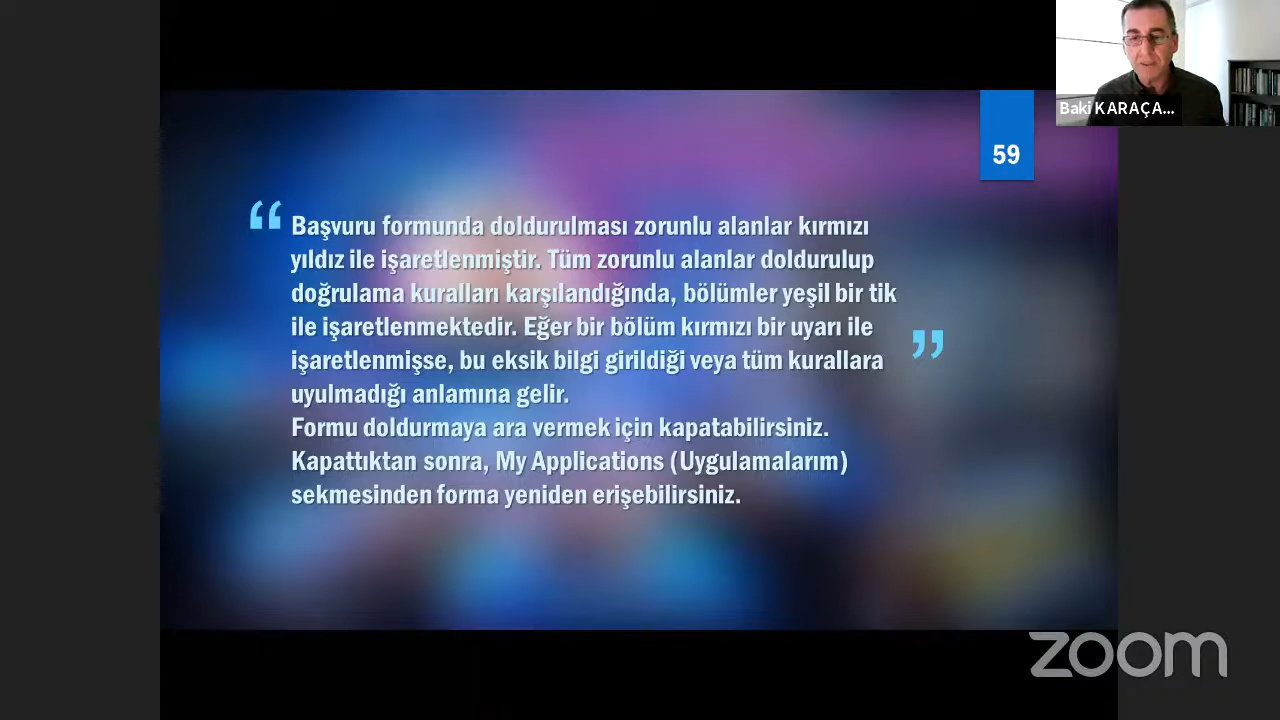 Baki KARAÇA...
59
“ Başvuru formunda doldurulması zorunlu alanlar kırmızı
yıldız ile işaretlenmiştir. Tüm zorunlu alanlar doldurulup
doğrulama kuralları karşılandığında, bölümler yeşil bir tik
ile işaretlenmektedir. Eğer bir bölüm kırmızı bir uyarı ile
işaretlenmişse, bu eksik bilgi girildiği veya tüm kurallara ”
uyulmadığı anlamına gelir.
Formu doldurmaya ara vermek için kapatabilirsiniz.
Kapattıktan sonra, My Applications (Uygulamalarım)
sekmesinden forma yeniden erişebilirsiniz.
zoom